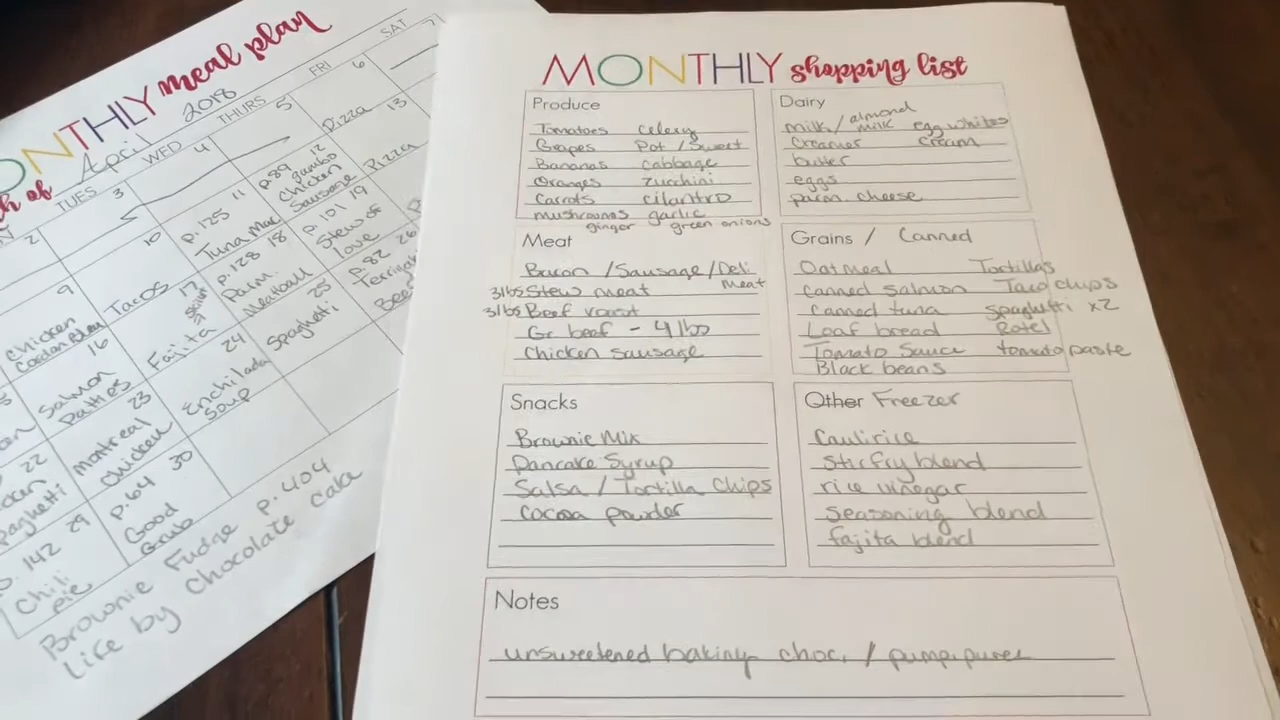 MONTHLY meal plan
April 2018
TUES WED THURS FRI SAT
2 3 4 5 6 7
Pizza
9 10 11 12 13
Chicken Cordon Bleu
Tacos
p. 125 Tuna Mac
p. 89 gumbo Chicken Sausage
Pizza
16 17 18 19
Salmon Patties
Fajita
p. 128 Parm. Meatball
p. 101 Stew of love
22 23 24 25 26
Spaghetti
montreal Chicken
Enchilada Soup
Spaghetti
p. 82
29 30
p. 142 Chili pie
p. 64 Good Grub
Brownie Fudge p. 404
Life by Chocolate Cake
MONTHLY shopping list
Produce
Tomatoes celery
Grapes Pot / Sweet
Bananas cabbage
Oranges zucchini
Carrots cilantro
mushrooms garlic
ginger green onions
Dairy
milk / almond milk egg whites
Creamer cream
butter
eggs
parm. cheese
Meat
Bacon / Sausage / Deli Meat
3lbs Stew meat
3lbs Beef roast
Gr beef - 4 lbs
Chicken sausage
Grains / Canned
Oatmeal Tortillas
Canned salmon Taco chips
Canned tuna spaghetti x2
Loaf bread Rotel
Tomato Sauce tomato paste
Black beans
Snacks
Brownie Mix
Pancake Syrup
Salsa / Tortilla Chips
Cocoa powder
Other Freezer
Caulirice
stirfry blend
rice vinegar
seasoning blend
fajita blend
Notes
unsweetened baking choc. / pump. puree